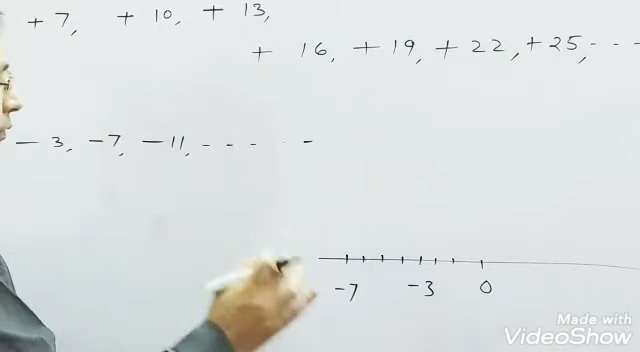 + 7, + 10, + 13,
+ 16, + 19, + 22, + 25, - - -
- 3, - 7, - 11, - - - - -
- 7 - 3 0
Made with
VideoShow